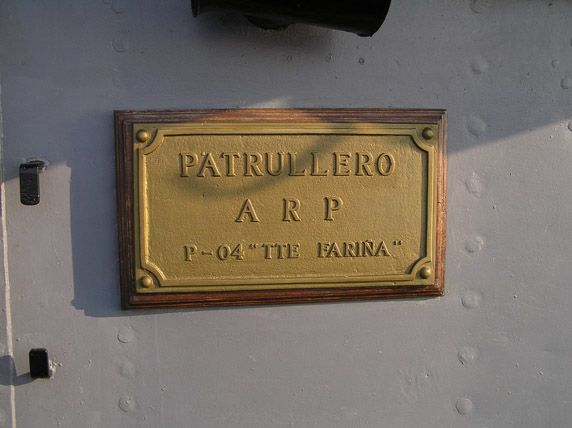 PATRULLERO
A R P
P-04 "TTE FARIÑA"